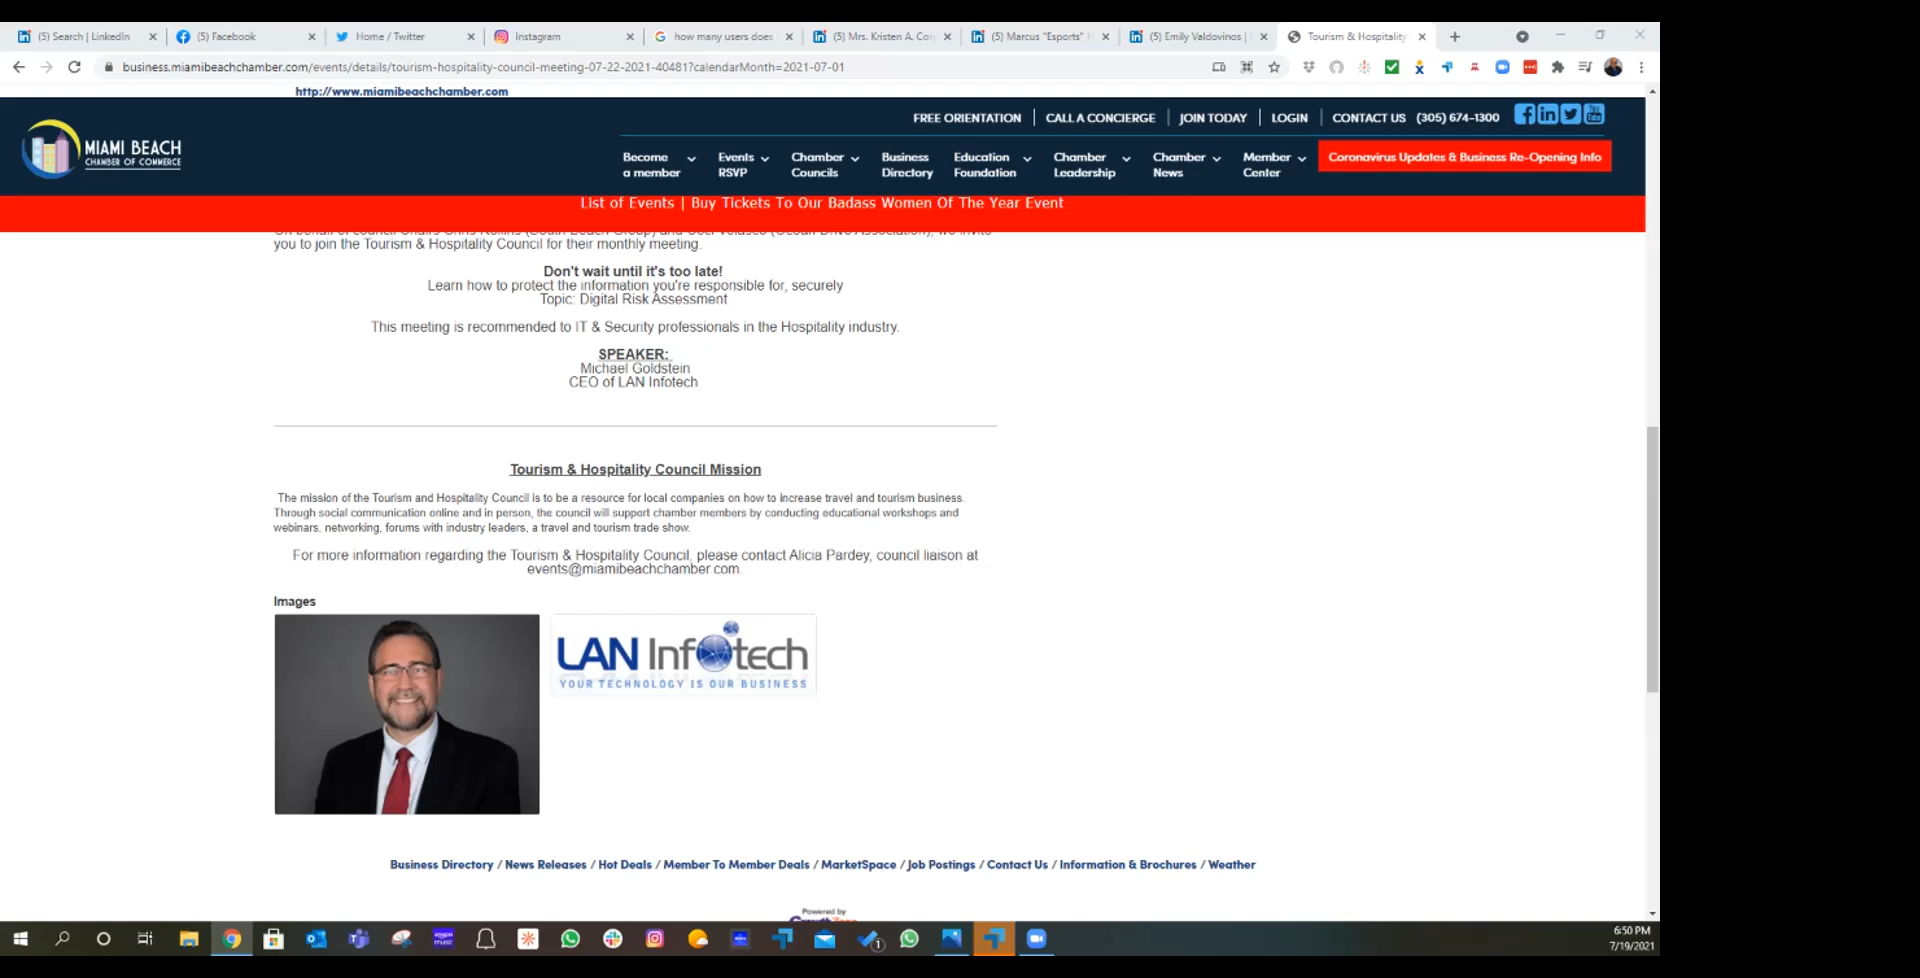 (5) Search | LinkedIn
(5) Facebook
Home / Twitter
Instagram
how many users does
(5) Mrs. Kristen A. Cor
(5) Marcus "Esports" H
(5) Emily Valdovinos |
Tourism & Hospitality
business.miamibeachchamber.com/events/details/tourism-hospitality-council-meeting-07-22-2021-40481?calendarMonth=2021-07-01
http://www.miamibeachchamber.com
FREE ORIENTATION | CALL A CONCIERGE | JOIN TODAY | LOGIN | CONTACT US (305) 674-1300
MIAMI BEACH
CHAMBER OF COMMERCE
Become
a member
Events
RSVP
Chamber
Councils
Business
Directory
Education
Foundation
Chamber
Leadership
Chamber
News
Member
Center
Coronavirus Updates & Business Re-Opening Info
List of Events | Buy Tickets To Our Badass Women Of The Year Event
you to join the Tourism & Hospitality Council for their monthly meeting.
Don't wait until it's too late!
Learn how to protect the information you're responsible for, securely
Topic: Digital Risk Assessment
This meeting is recommended to IT & Security professionals in the Hospitality industry.
SPEAKER:
Michael Goldstein
CEO of LAN Infotech
Tourism & Hospitality Council Mission
The mission of the Tourism and Hospitality Council is to be a resource for local companies on how to increase travel and tourism business.
Through social communication online and in person, the council will support chamber members by conducting educational workshops and
webinars, networking, forums with industry leaders, a travel and tourism trade show.
For more information regarding the Tourism & Hospitality Council, please contact Alicia Pardey, council liaison at
events@miamibeachchamber.com.
Images
LAN Infotech
YOUR TECHNOLOGY IS OUR BUSINESS
Business Directory / News Releases / Hot Deals / Member To Member Deals / MarketSpace / Job Postings / Contact Us / Information & Brochures / Weather
Powered by
6:50 PM
7/19/2021